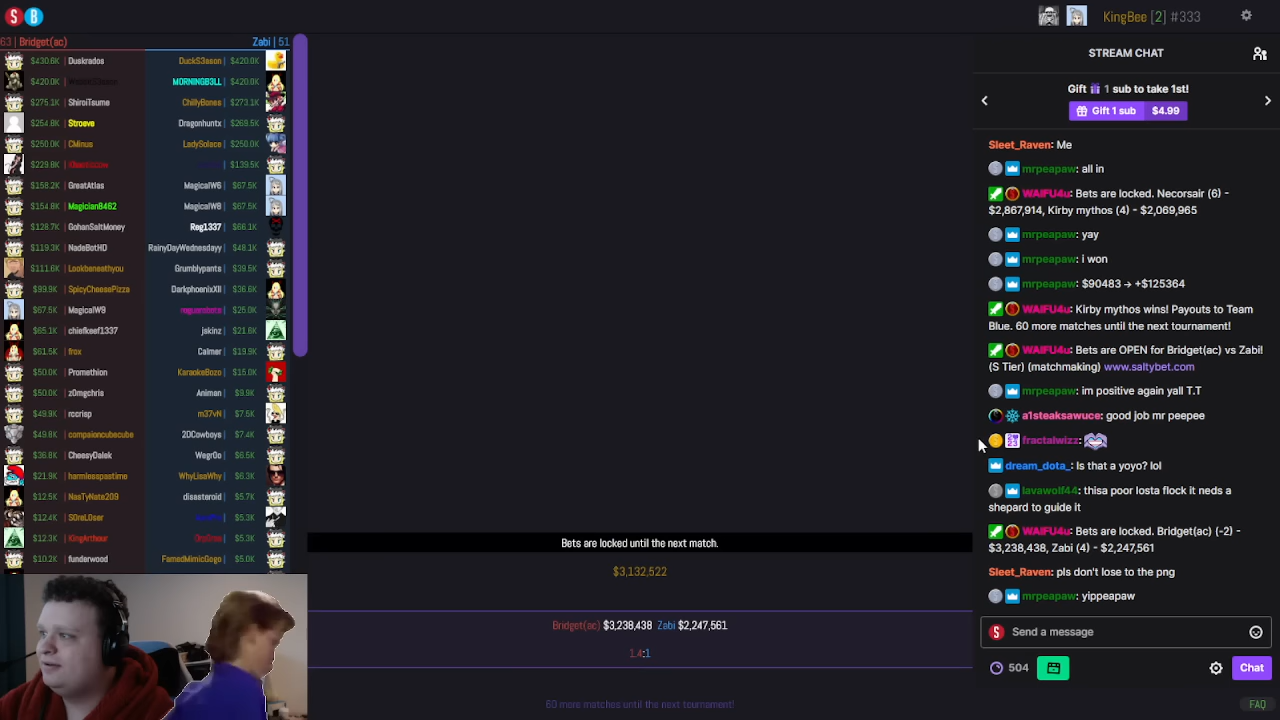 S B
KingBee [2] #333
63 | Bridget(ac)
Zabi | 51
$430.6K | Duskrados
$420.0K |
$275.1K | ShiroiTsume
$254.8K | Stroeve
$250.0K | CMinus
$229.8K |
$158.2K | GreatAtlas
$154.8K | Magician8462
$128.7K | GohanSaltMoney
$119.3K | NadeBotHD
$111.6K | Lookbeneathyou
$99.9K | SpicyCheesePizza
$67.5K | MagicalW9
$65.1K | chiefkeef1337
$61.5K | frox
$50.0K | Promethion
$50.0K | z0mgchris
$49.9K | rccrisp
$49.8K | compaioncubecube
$36.8K | CheesyDalek
$21.9K | harmlesspastime
$12.5K | NasTyNate209
$12.4K | S0reL0ser
$12.3K | KingArthour
$10.2K | funderwood
DuckS3ason | $420.0K
M0RNINGB3LL | $420.0K
ChillyBones | $273.1K
Dragonhuntx | $269.5K
LadySolace | $250.0K
| $139.5K
MagicalW6 | $67.5K
MagicalW8 | $67.5K
Reg1337 | $66.1K
RainyDayWednesdayy | $48.1K
Grumblypants | $39.5K
DarkphoenixXII | $36.6K
| $25.0K
jskinz | $21.6K
Calmer | $19.9K
KaraokeBozo | $15.0K
Animan | $9.9K
m37vN | $7.5K
2DCowboys | $7.4K
Wegr0o | $6.5K
WhyLisaWhy | $6.3K
disasteroid | $5.7K
| $5.3K
| $5.3K
FamedMimicGogo | $5.0K
Bets are locked until the next match.
$3,132,522
Bridget(ac) $3,238,438 Zabi $2,247,561
1.4:1
60 more matches until the next tournament!
STREAM CHAT
Gift 1 sub to take 1st!
Gift 1 sub $4.99
Sleet_Raven: Me
mrpeapaw: all in
WAIFU4u: Bets are locked. Necorsair (6) -
$2,867,914, Kirby mythos (4) - $2,069,965
mrpeapaw: yay
mrpeapaw: i won
mrpeapaw: $90483 → +$125364
WAIFU4u: Kirby mythos wins! Payouts to Team
Blue. 60 more matches until the next tournament!
WAIFU4u: Bets are OPEN for Bridget(ac) vs Zabi!
(S Tier) (matchmaking) www.saltybet.com
mrpeapaw: im positive again yall T.T
a1steaksawuce: good job mr peepee
fractalwizz:
dream_dota_: Is that a yoyo? lol
lavawolf44: thisa poor losta flock it needs a
shepard to guide it
WAIFU4u: Bets are locked. Bridget(ac) (-2) -
$3,238,438, Zabi (4) - $2,247,561
Sleet_Raven: pls don't lose to the png
mrpeapaw: yippeapaw
Send a message
504
Chat
FAQ